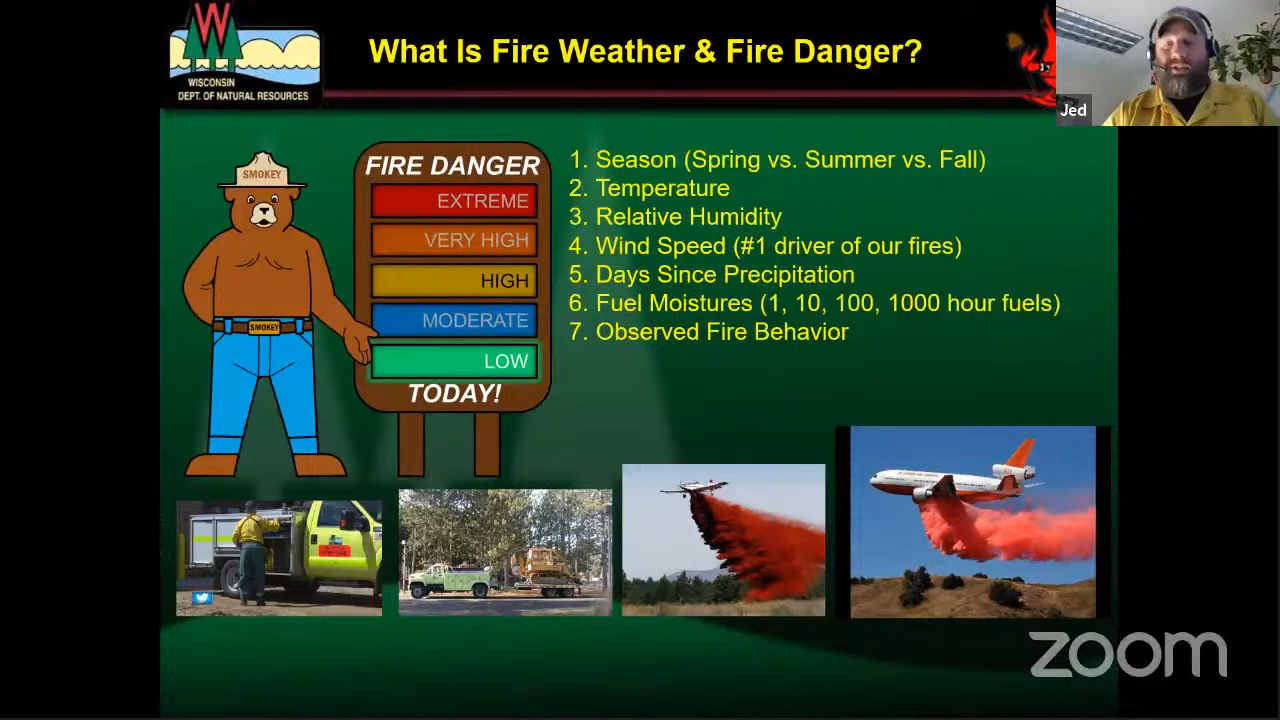 What Is Fire Weather & Fire Danger?
W
WISCONSIN
DEPT. OF NATURAL RESOURCES
Jed
SMOKEY
SMOKEY
FIRE DANGER
EXTREME
VERY HIGH
HIGH
MODERATE
LOW
TODAY!
1. Season (Spring vs. Summer vs. Fall)
2. Temperature
3. Relative Humidity
4. Wind Speed (#1 driver of our fires)
5. Days Since Precipitation
6. Fuel Moistures (1, 10, 100, 1000 hour fuels)
7. Observed Fire Behavior
zoom